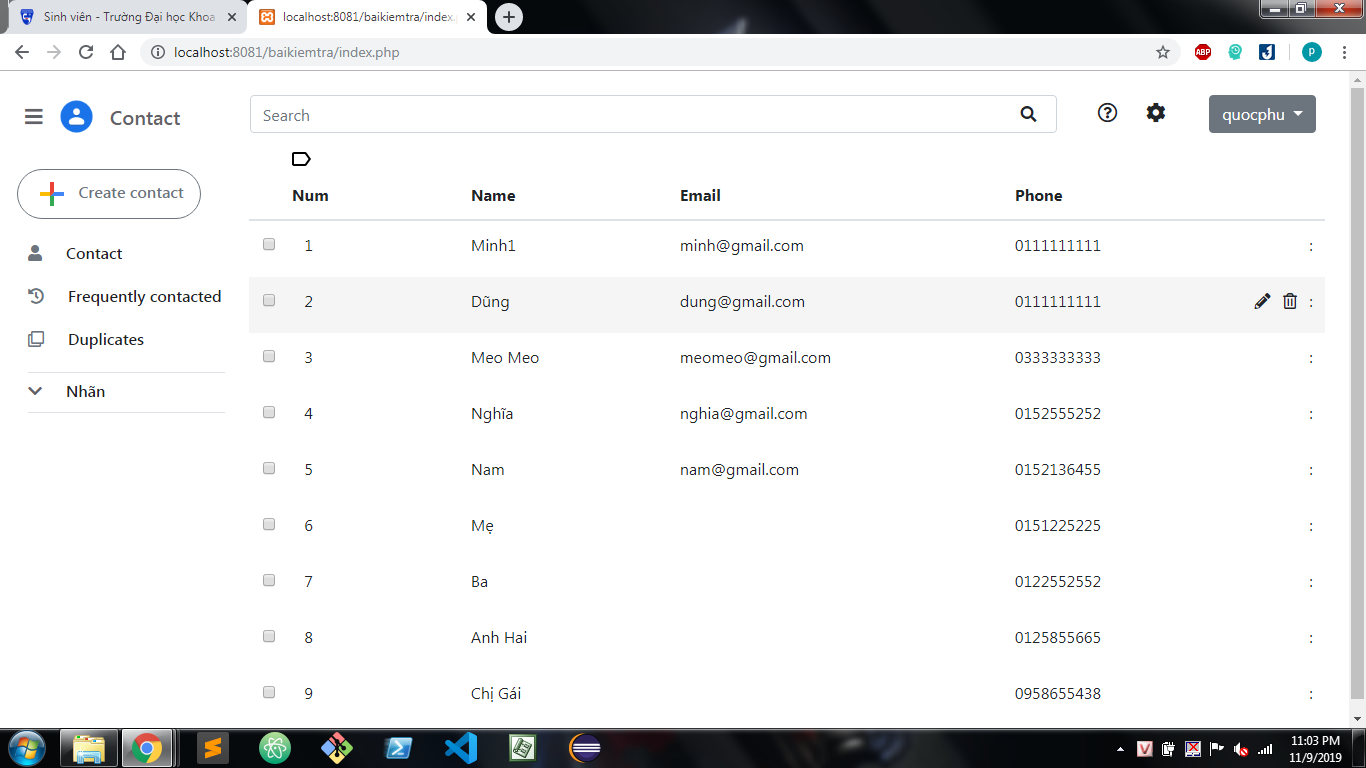 Sinh viên - Trường Đại học Khoa
localhost:8081/baikiemtra/index.p
localhost:8081/baikiemtra/index.php
ABP
p
Contact
Search
quocphu
Create contact
Contact
Frequently contacted
Duplicates
Nhãn
Num Name Email Phone
1 Minh1 minh@gmail.com 0111111111 :
2 Dũng dung@gmail.com 0111111111 :
3 Meo Meo meomeo@gmail.com 0333333333 :
4 Nghĩa nghia@gmail.com 0152555252 :
5 Nam nam@gmail.com 0152136455 :
6 Mẹ 0151225225 :
7 Ba 0122552552 :
8 Anh Hai 0125855665 :
9 Chị Gái 0958655438 :
V
11:03 PM
11/9/2019